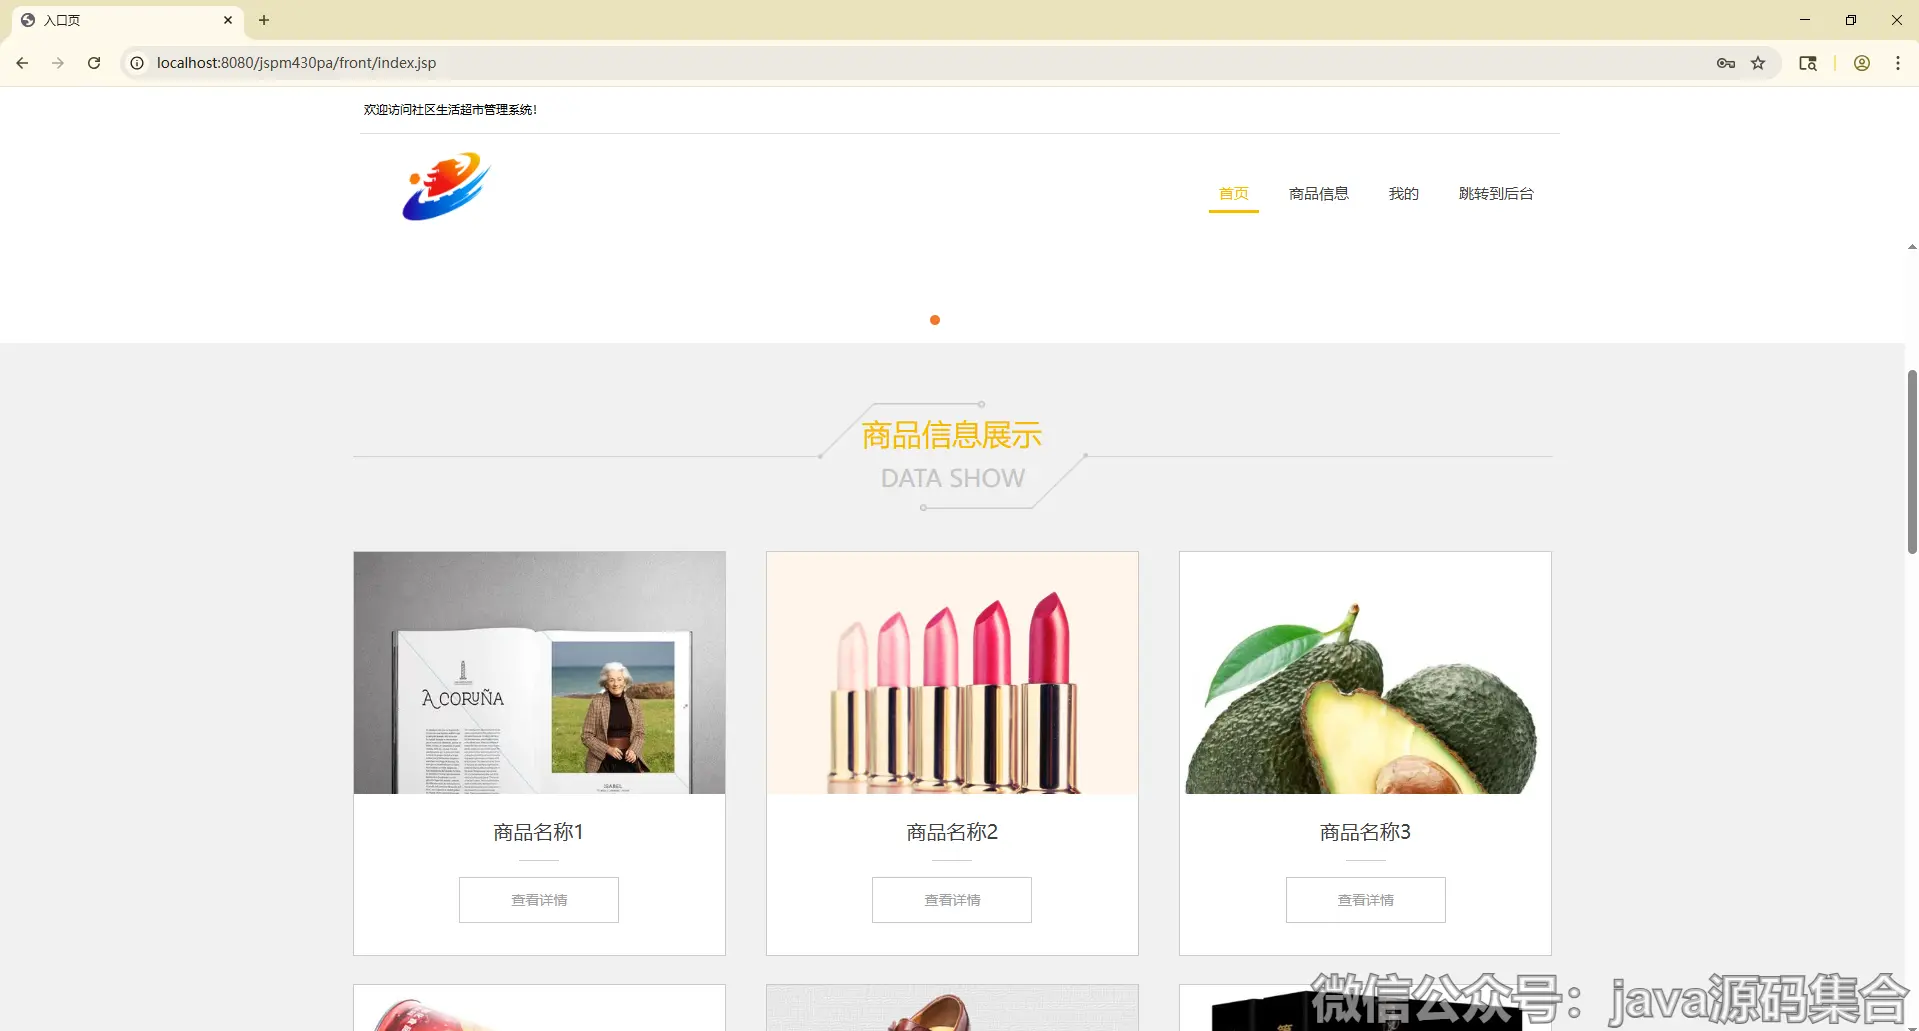 入口页
localhost:8080/jspm430pa/front/index.jsp
欢迎访问社区生活超市管理系统!
首页
商品信息
我的
跳转到后台
商品信息展示
DATA SHOW
A CORUÑA
ISABEL
商品名称1
商品名称2
商品名称3
查看详情
查看详情
查看详情
微信公众号：java源码集合